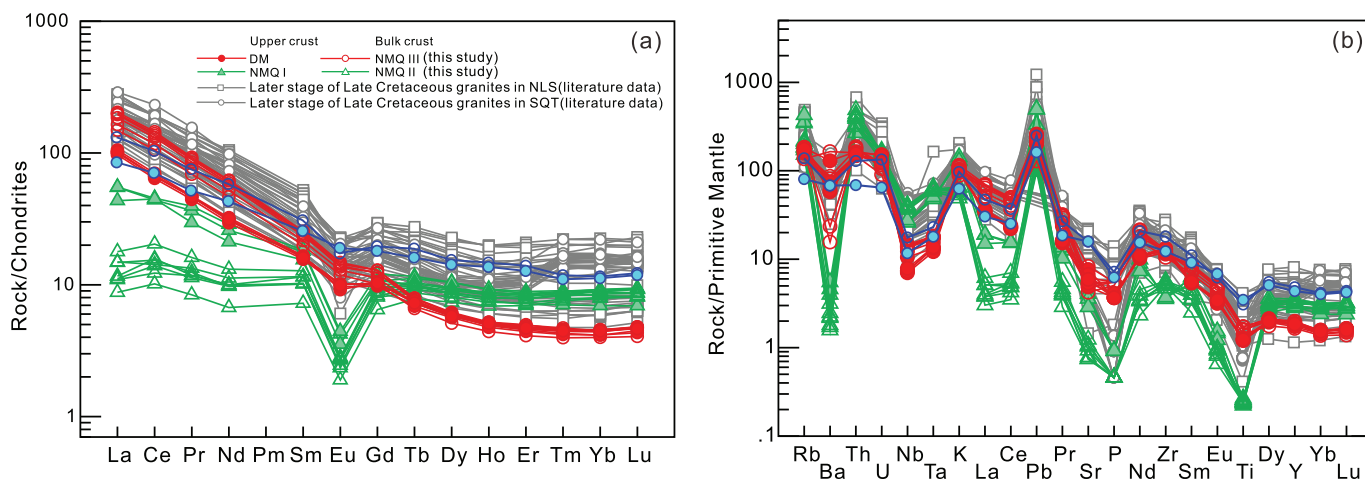 (a)
Upper crust Bulk crust
DM NMQ III (this study)
NMQ I NMQ II (this study)
Later stage of Late Cretaceous granites in NLS(literature data)
Later stage of Late Cretaceous granites in SQT(literature data)
Rock/Chondrites
1000
100
10
1
La Ce Pr Nd Pm Sm Eu Gd Tb Dy Ho Er Tm Yb Lu
(b)
Rock/Primitive Mantle
1000
100
10
1
.1
Rb Th Nb K Ce Pr P Zr Eu Dy Yb
Ba U Ta La Pb Sr Nd Sm Ti Y Lu